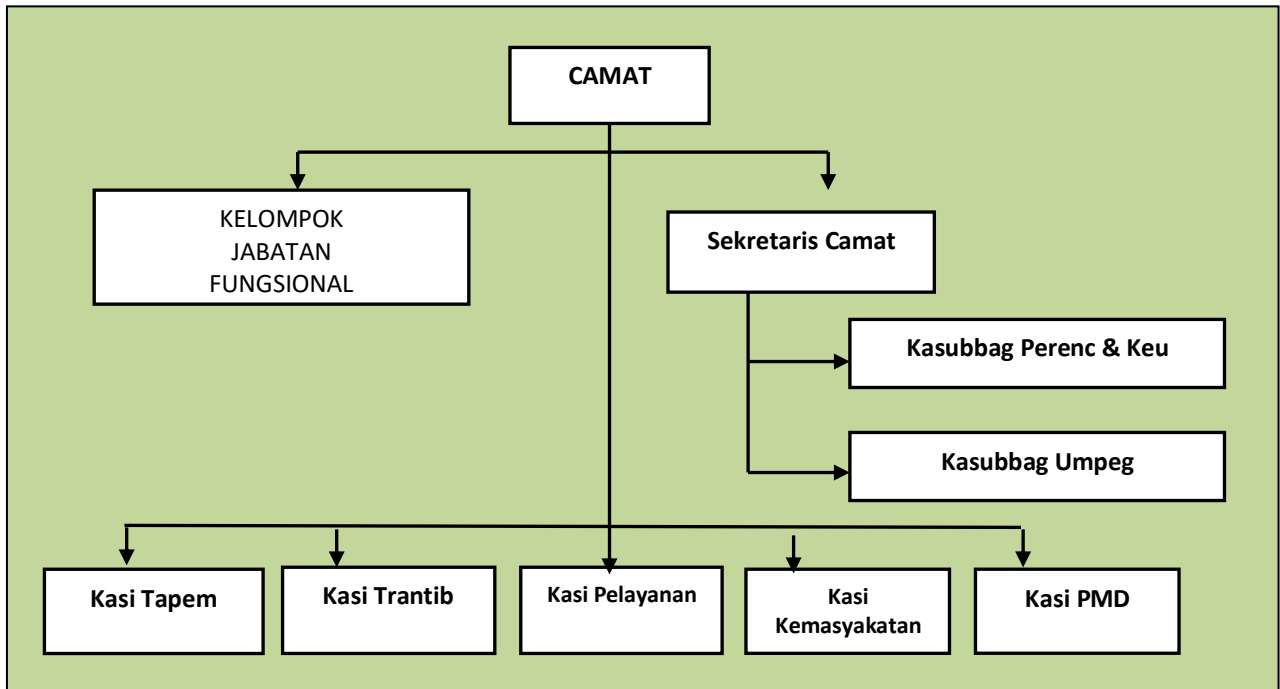 CAMAT
KELOMPOK
JABATAN
FUNGSIONAL
Sekretaris Camat
Kasubbag Perenc & Keu
Kasubbag Umpeg
Kasi Tapem
Kasi Trantib
Kasi Pelayanan
Kasi
Kemasyakatan
Kasi PMD